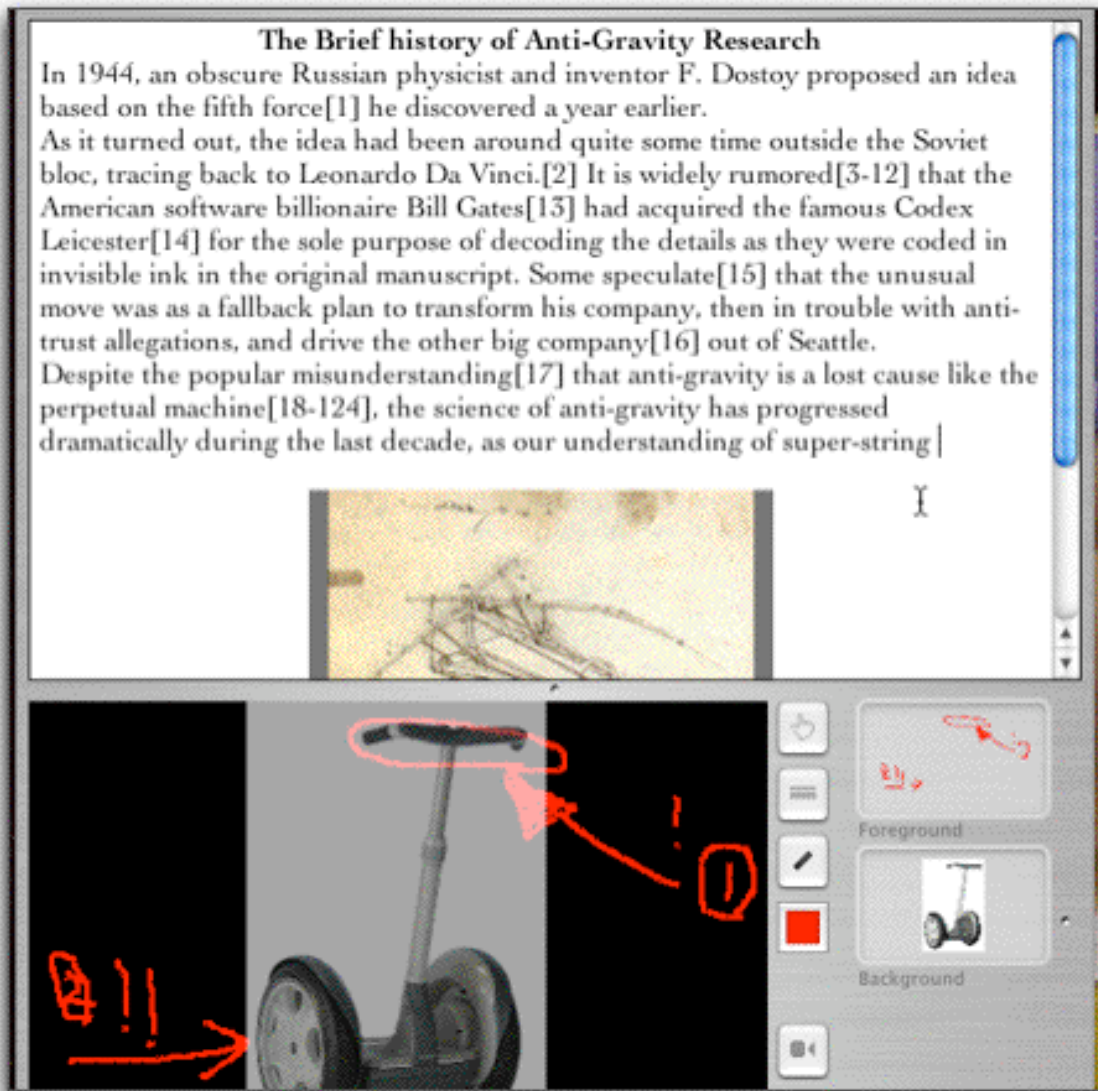 The Brief history of Anti-Gravity Research
In 1944, an obscure Russian physicist and inventor F. Dostoy proposed an idea
based on the fifth force[1] he discovered a year earlier.
As it turned out, the idea had been around quite some time outside the Soviet
bloc, tracing back to Leonardo Da Vinci.[2] It is widely rumored[3-12] that the
American software billionaire Bill Gates[13] had acquired the famous Codex
Leicester[14] for the sole purpose of decoding the details as they were coded in
invisible ink in the original manuscript. Some speculate[15] that the unusual
move was as a fallback plan to transform his company, then in trouble with anti-
trust allegations, and drive the other big company[16] out of Seattle.
Despite the popular misunderstanding[17] that anti-gravity is a lost cause like the
perpetual machine[18-124], the science of anti-gravity has progressed
dramatically during the last decade, as our understanding of super-string
!
1
!!
Foreground
Background